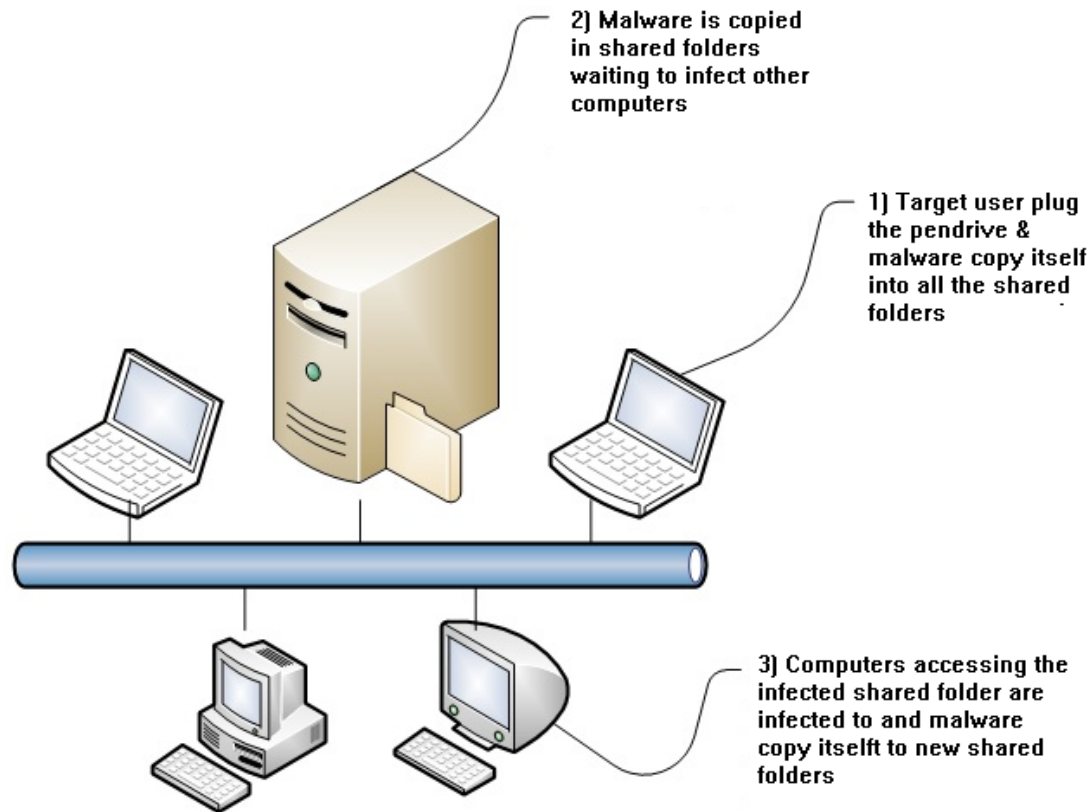 2) Malware is copied
in shared folders
waiting to infect other
computers
1) Target user plug
the pendrive &
malware copy itself
into all the shared
folders
3) Computers accessing the
infected shared folder are
infected to and malware
copy itselft to new shared
folders